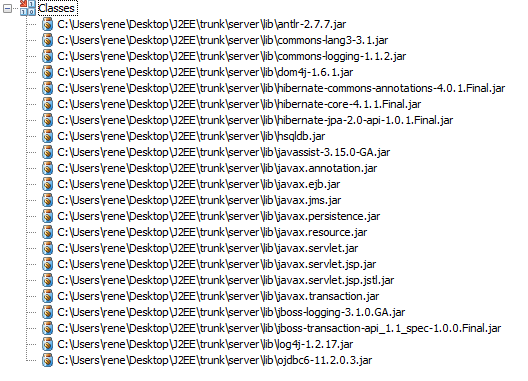 Classes
C:\Users\rene\Desktop\J2EE\trunk\server\lib\antlr-2.7.7.jar
C:\Users\rene\Desktop\J2EE\trunk\server\lib\commons-lang3-3.1.jar
C:\Users\rene\Desktop\J2EE\trunk\server\lib\commons-logging-1.1.2.jar
C:\Users\rene\Desktop\J2EE\trunk\server\lib\dom4j-1.6.1.jar
C:\Users\rene\Desktop\J2EE\trunk\server\lib\hibernate-commons-annotations-4.0.1.Final.jar
C:\Users\rene\Desktop\J2EE\trunk\server\lib\hibernate-core-4.1.1.Final.jar
C:\Users\rene\Desktop\J2EE\trunk\server\lib\hibernate-jpa-2.0-api-1.0.1.Final.jar
C:\Users\rene\Desktop\J2EE\trunk\server\lib\hsqldb.jar
C:\Users\rene\Desktop\J2EE\trunk\server\lib\javassist-3.15.0-GA.jar
C:\Users\rene\Desktop\J2EE\trunk\server\lib\javax.annotation.jar
C:\Users\rene\Desktop\J2EE\trunk\server\lib\javax.ejb.jar
C:\Users\rene\Desktop\J2EE\trunk\server\lib\javax.jms.jar
C:\Users\rene\Desktop\J2EE\trunk\server\lib\javax.persistence.jar
C:\Users\rene\Desktop\J2EE\trunk\server\lib\javax.resource.jar
C:\Users\rene\Desktop\J2EE\trunk\server\lib\javax.servlet.jar
C:\Users\rene\Desktop\J2EE\trunk\server\lib\javax.servlet.jsp.jar
C:\Users\rene\Desktop\J2EE\trunk\server\lib\javax.servlet.jsp.jstl.jar
C:\Users\rene\Desktop\J2EE\trunk\server\lib\javax.transaction.jar
C:\Users\rene\Desktop\J2EE\trunk\server\lib\jboss-logging-3.1.0.GA.jar
C:\Users\rene\Desktop\J2EE\trunk\server\lib\jboss-transaction-api_1.1_spec-1.0.0.Final.jar
C:\Users\rene\Desktop\J2EE\trunk\server\lib\log4j-1.2.17.jar
C:\Users\rene\Desktop\J2EE\trunk\server\lib\ojdbc6-11.2.0.3.jar